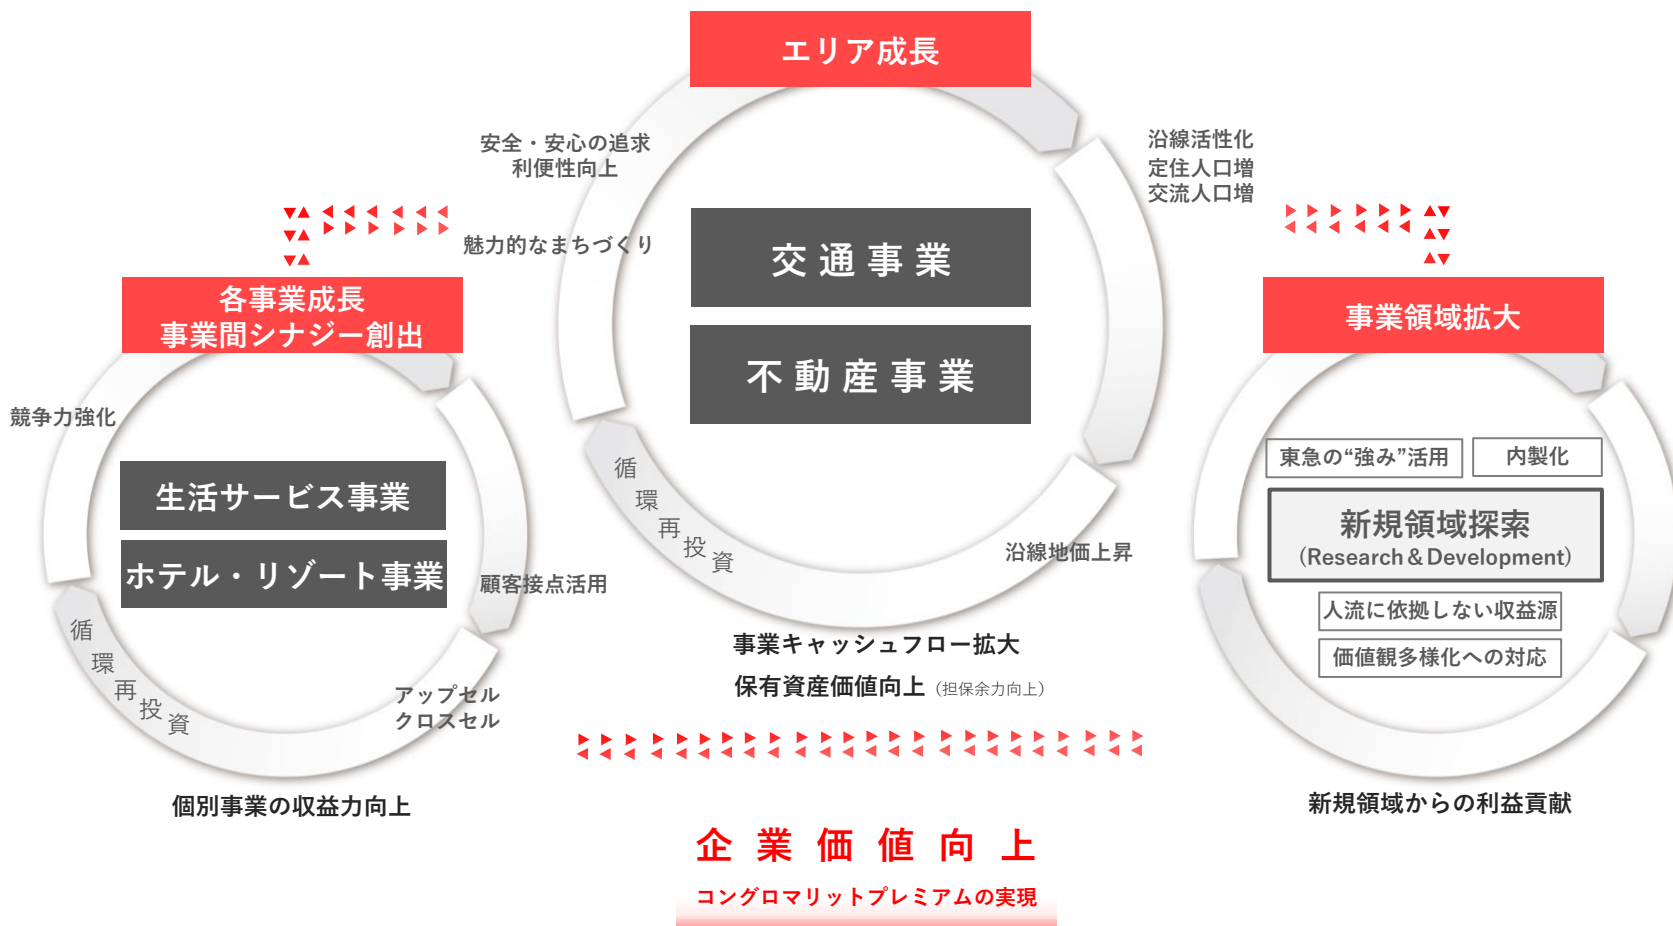 エリア成長
安全・安心の追求
利便性向上
魅力的なまちづくり
沿線活性化
定住人口増
交流人口増
交通事業
不動産事業
循環再投資
沿線地価上昇
事業キャッシュフロー拡大
保有資産価値向上（担保余力向上）
各事業成長
事業間シナジー創出
競争力強化
生活サービス事業
ホテル・リゾート事業
顧客接点活用
循環再投資
アップセル
クロスセル
個別事業の収益力向上
事業領域拡大
東急の“強み”活用
内製化
新規領域探索
（Research＆Development）
人流に依拠しない収益源
価値観多様化への対応
新規領域からの利益貢献
企業価値向上
コングロマリットプレミアムの実現